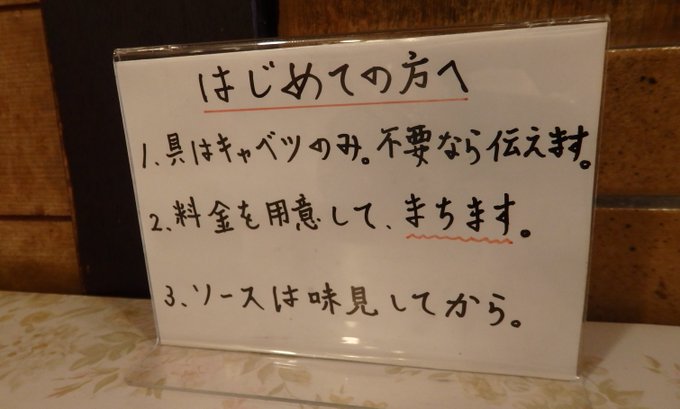 はじめての方へ
1、具はキャベツのみ。不要なら伝えます。
2、料金を用意して、まちます。
3、ソースは味見してから。